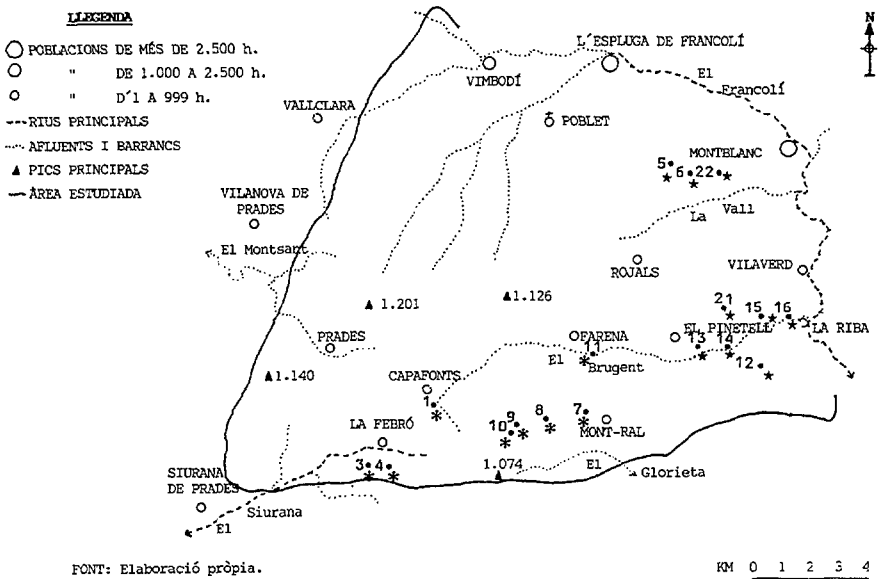 LLEGENDA
POBLACIONS DE MÉS DE 2.500 h.
" DE 1.000 A 2.500 h.
" D'1 A 999 h.
RIUS PRINCIPALS
AFLUENTS I BARRANCS
PICS PRINCIPALS
ÀREA ESTUDIADA
N
L'ESPLUGA DE FRANCOLÍ
VIMBODÍ
El
Francolí
VALLCLARA
POBLET
MONTBLANC
5
6
22
VILANOVA DE
PRADES
La Vall
El Montsant
ROJALS
VILAVERD
1.201
1.126
21
15
16
LA RIBA
PRADES
FARENA
EL PINETELL
13
14
11
El Brugent
12
1.140
CAPAFONTS
1
9
10
8
7
MONT-RAL
LA FEBRÓ
3
4
1.074
El
Glorieta
SIURANA
DE PRADES
El Siurana
FONT: Elaboració pròpia.
KM 0 1 2 3 4